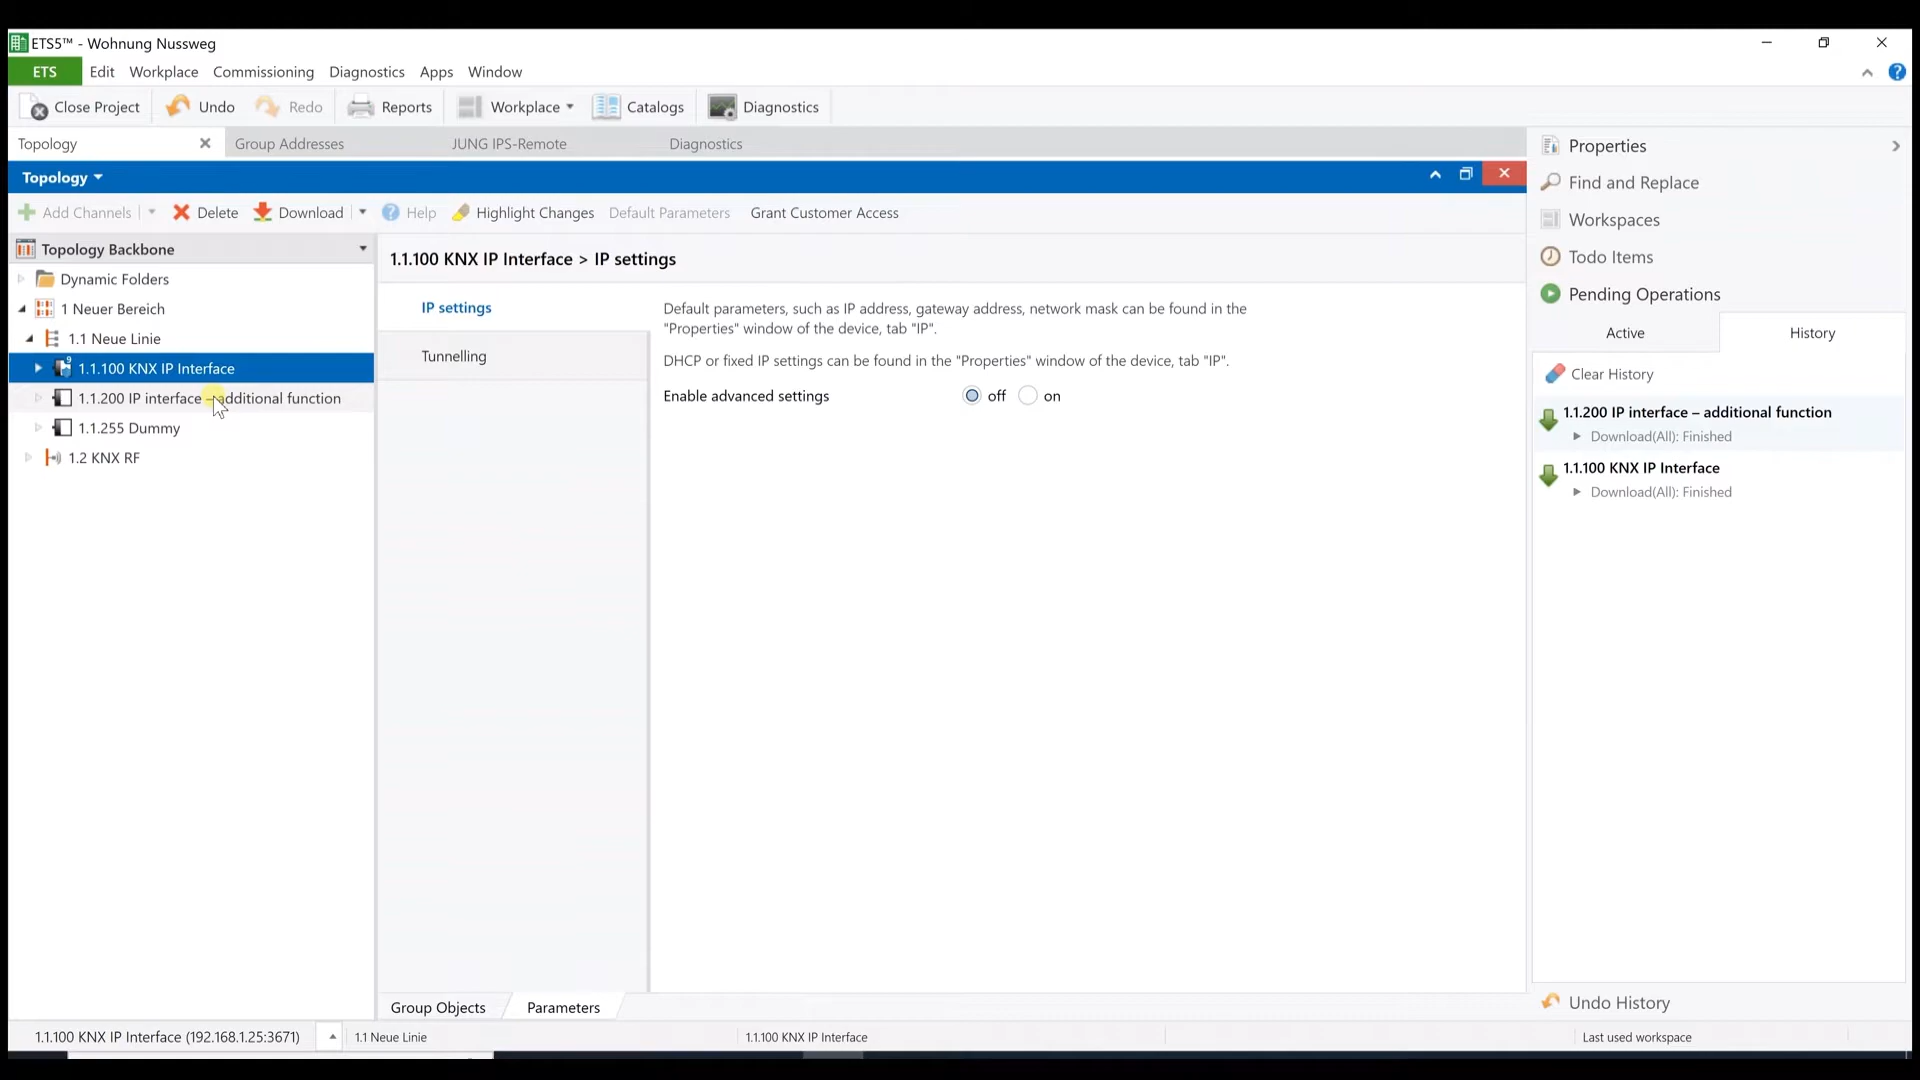 ETS5™ - Wohnung Nussweg
ETS Edit Workplace Commissioning Diagnostics Apps Window
Close Project Undo Redo Reports Workplace Catalogs Diagnostics
Topology Group Addresses JUNG IPS-Remote Diagnostics
Topology
Add Channels Delete Download Help Highlight Changes Default Parameters Grant Customer Access
Topology Backbone
Dynamic Folders
1 Neuer Bereich
1.1 Neue Linie
1.1.100 KNX IP Interface
1.1.200 IP interface – additional function
1.1.255 Dummy
1.2 KNX RF
1.1.100 KNX IP Interface > IP settings
IP settings
Tunnelling
Default parameters, such as IP address, gateway address, network mask can be found in the
"Properties" window of the device, tab "IP".
DHCP or fixed IP settings can be found in the "Properties" window of the device, tab "IP".
Enable advanced settings off on
Group Objects Parameters
Properties
Find and Replace
Workspaces
Todo Items
Pending Operations
Active History
Clear History
1.1.200 IP interface – additional function
Download(All): Finished
1.1.100 KNX IP Interface
Download(All): Finished
Undo History
1.1.100 KNX IP Interface (192.168.1.25:3671) 1.1 Neue Linie 1.1.100 KNX IP Interface Last used workspace